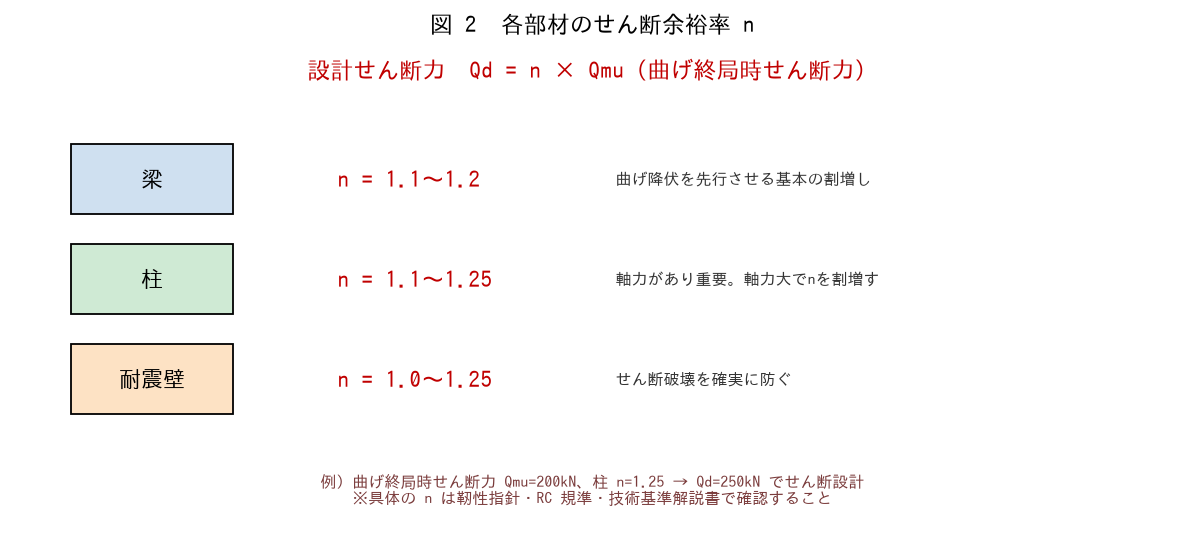 図 2　各部材のせん断余裕率 n
設計せん断力　Qd = n × Qmu（曲げ終局時せん断力）
梁　n = 1.1～1.2　曲げ降伏を先行させる基本の割増し
柱　n = 1.1～1.25　軸力があり重要。軸力大でnを割増す
耐震壁　n = 1.0～1.25　せん断破壊を確実に防ぐ
例）曲げ終局時せん断力 Qmu=200kN、柱 n=1.25 → Qd=250kN でせん断設計
※具体の n は靭性指針・RC 規準・技術基準解説書で確認すること